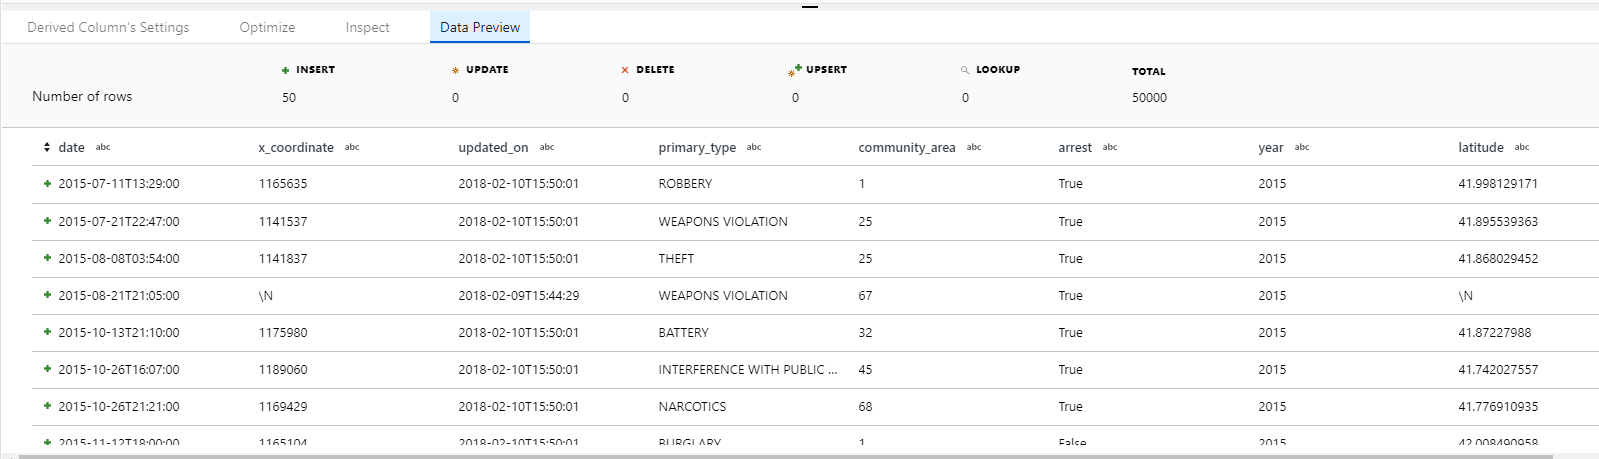 Derived Column's Settings Optimize Inspect Data Preview
INSERT UPDATE DELETE UPSERT LOOKUP TOTAL
Number of rows 50 0 0 0 0 50000
date abc x_coordinate abc updated_on abc primary_type abc community_area abc arrest abc year abc latitude abc
2015-07-11T13:29:00 1165635 2018-02-10T15:50:01 ROBBERY 1 True 2015 41.998129171
2015-07-21T22:47:00 1141537 2018-02-10T15:50:01 WEAPONS VIOLATION 25 True 2015 41.895539363
2015-08-08T03:54:00 1141837 2018-02-10T15:50:01 THEFT 25 True 2015 41.868029452
2015-08-21T21:05:00 \N 2018-02-09T15:44:29 WEAPONS VIOLATION 67 True 2015 \N
2015-10-13T21:10:00 1175980 2018-02-10T15:50:01 BATTERY 32 True 2015 41.87227988
2015-10-26T16:07:00 1189060 2018-02-10T15:50:01 INTERFERENCE WITH PUBLIC ... 45 True 2015 41.742027557
2015-10-26T21:21:00 1169429 2018-02-10T15:50:01 NARCOTICS 68 True 2015 41.776910935
2015-11-12T18:00:00 1165104 2018-02-10T15:50:01 BURGLARY 1 False 2015 42.008490958